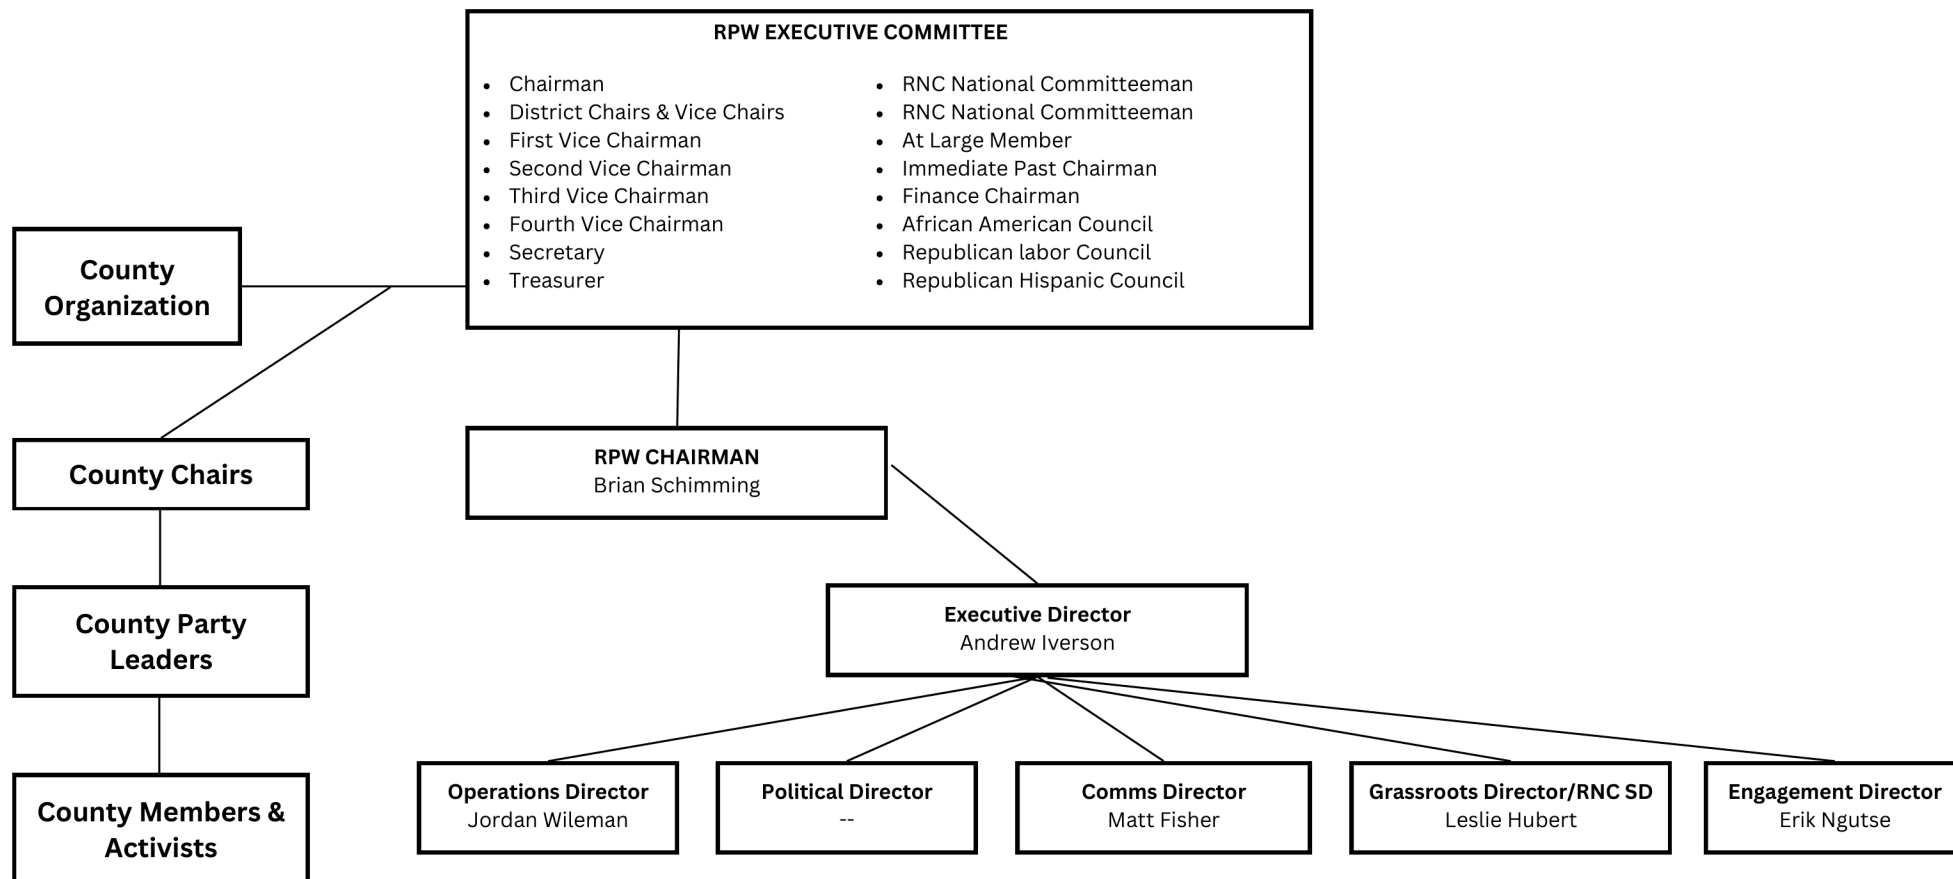 RPW EXECUTIVE COMMITTEE
• Chairman
• District Chairs & Vice Chairs
• First Vice Chairman
• Second Vice Chairman
• Third Vice Chairman
• Fourth Vice Chairman
• Secretary
• Treasurer
• RNC National Committeeman
• RNC National Committeeman
• At Large Member
• Immediate Past Chairman
• Finance Chairman
• African American Council
• Republican labor Council
• Republican Hispanic Council
County
Organization
County Chairs
County Party
Leaders
County Members &
Activists
RPW CHAIRMAN
Brian Schimming
Executive Director
Andrew Iverson
Operations Director
Jordan Wileman
Political Director
--
Comms Director
Matt Fisher
Grassroots Director/RNC SD
Leslie Hubert
Engagement Director
Erik Ngutse